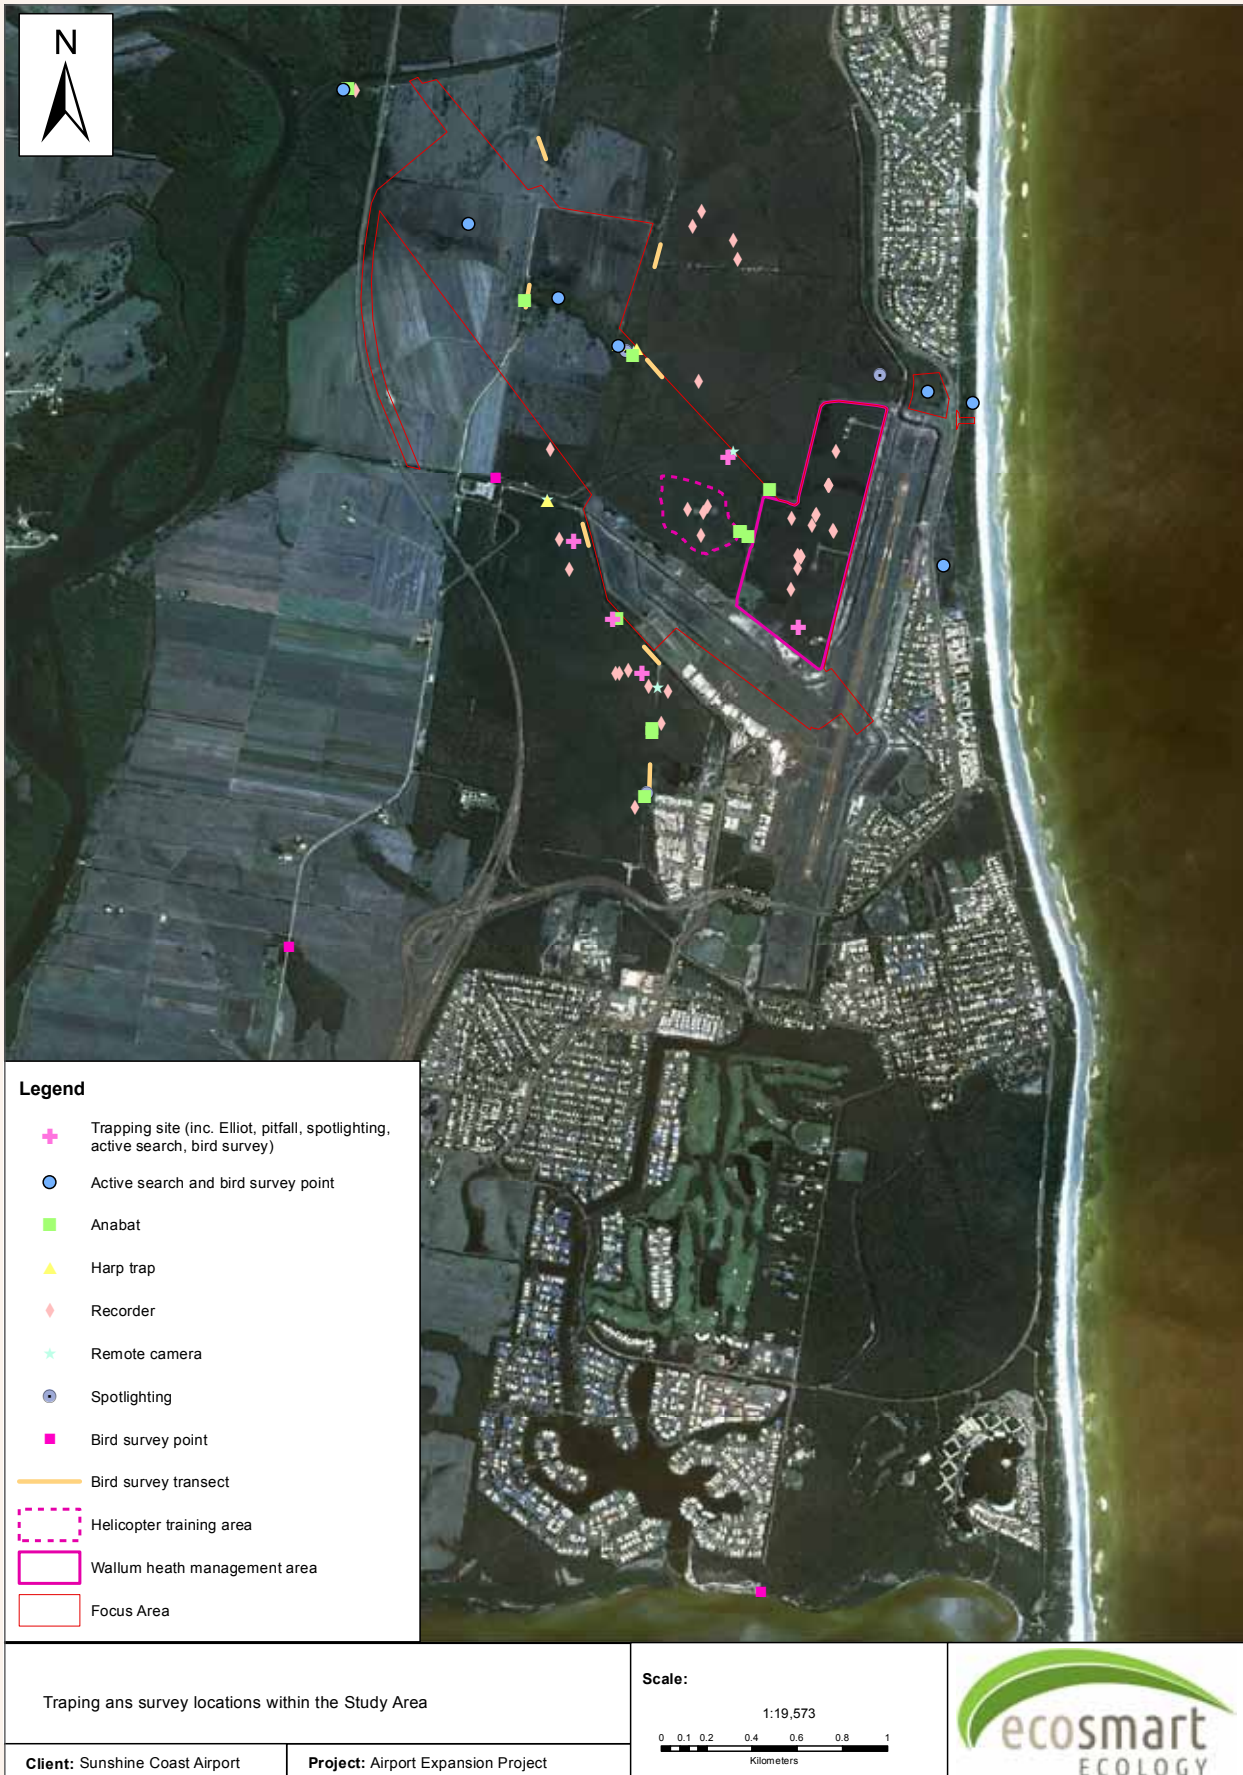 N
Legend
Trapping site (inc. Elliot, pitfall, spotlighting,
active search, bird survey)
Active search and bird survey point
Anabat
Harp trap
Recorder
Remote camera
Spotlighting
Bird survey point
Bird survey transect
Helicopter training area
Wallum heath management area
Focus Area
Traping ans survey locations within the Study Area
Client: Sunshine Coast Airport
Project: Airport Expansion Project
Scale:
1:19,573
0 0.1 0.2 0.4 0.6 0.8 1
Kilometers
ecosmart
ECOLOGY